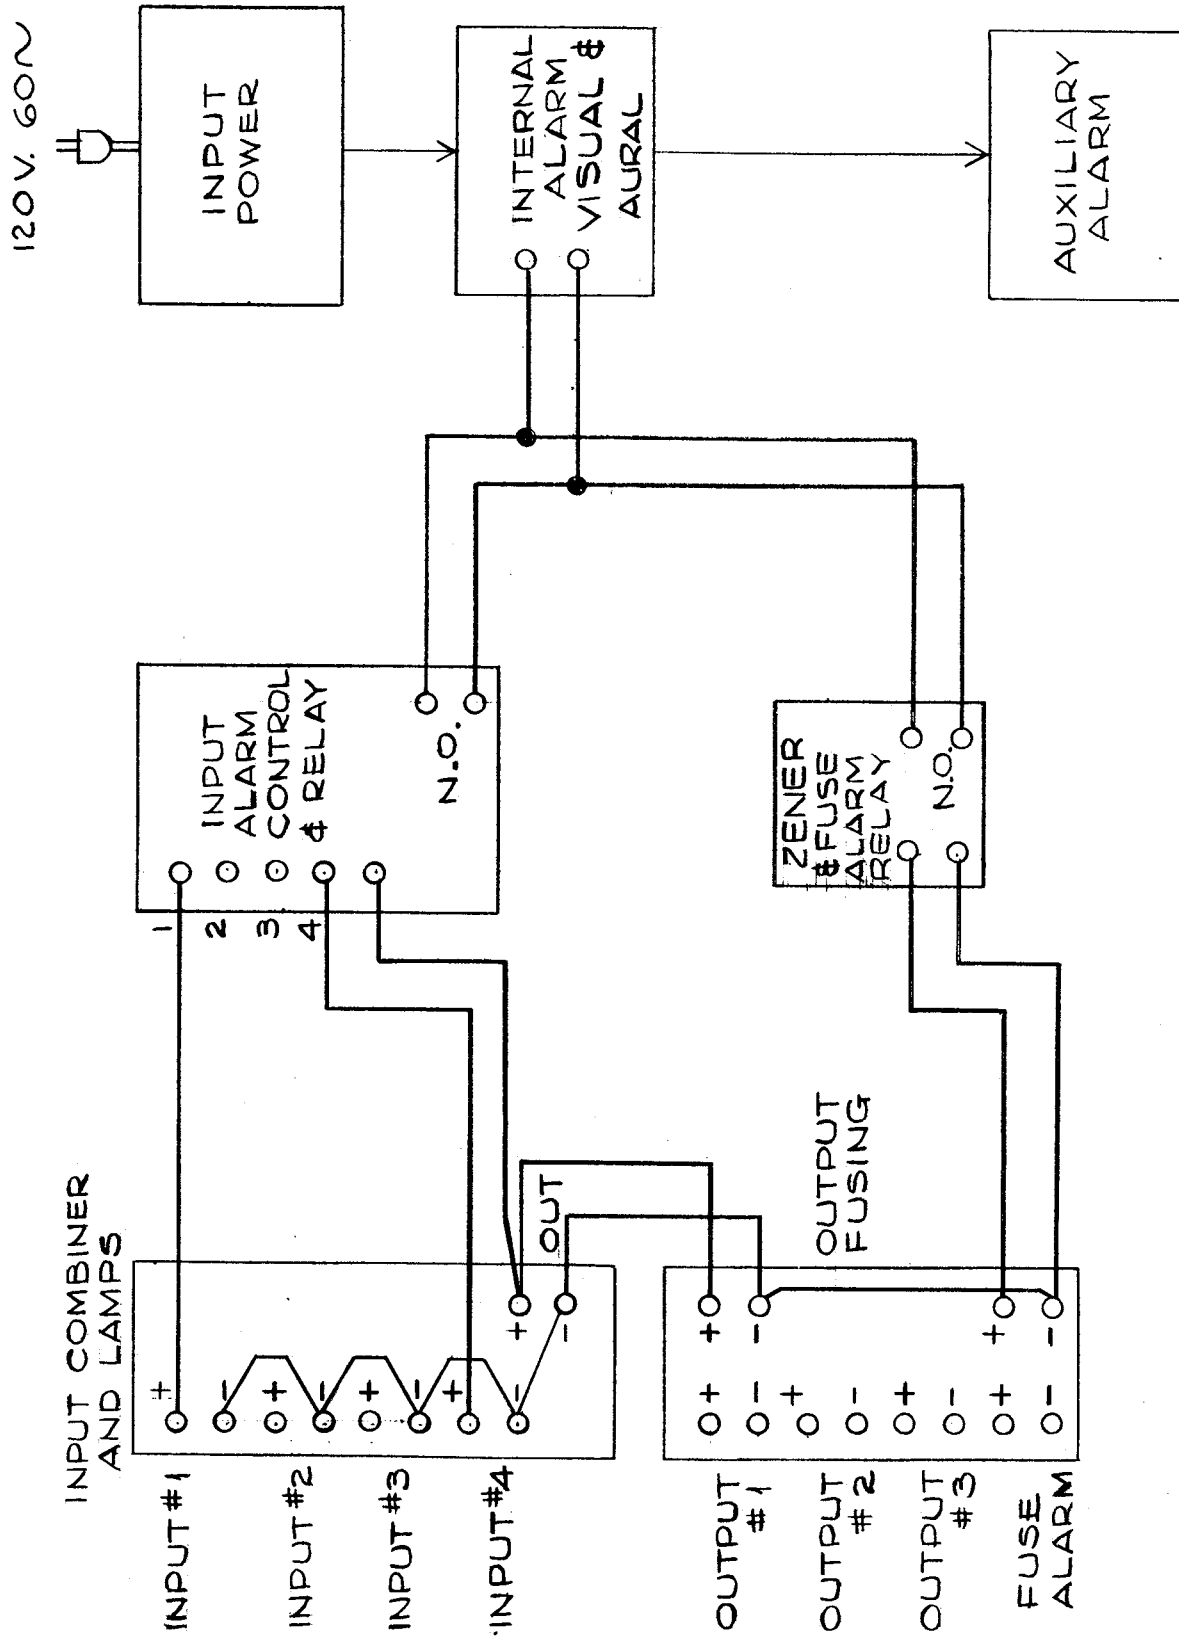 120V. 60~
INPUT
POWER
INTERNAL
ALARM
VISUAL &
AURAL
AUXILIARY
ALARM
INPUT
ALARM
CONTROL
& RELAY
N.O.
1
2
3
4
ZENER
& FUSE
ALARM
RELAY
N.O.
INPUT COMBINER
AND LAMPS
INPUT #1
+
-
INPUT #2
+
-
INPUT #3
+
-
INPUT #4
+
-
+
-
OUT
OUTPUT
FUSING
+
-
+
-
OUTPUT
#1
+
-
OUTPUT
#2
+
-
OUTPUT
#3
+
-
FUSE
ALARM
+
-